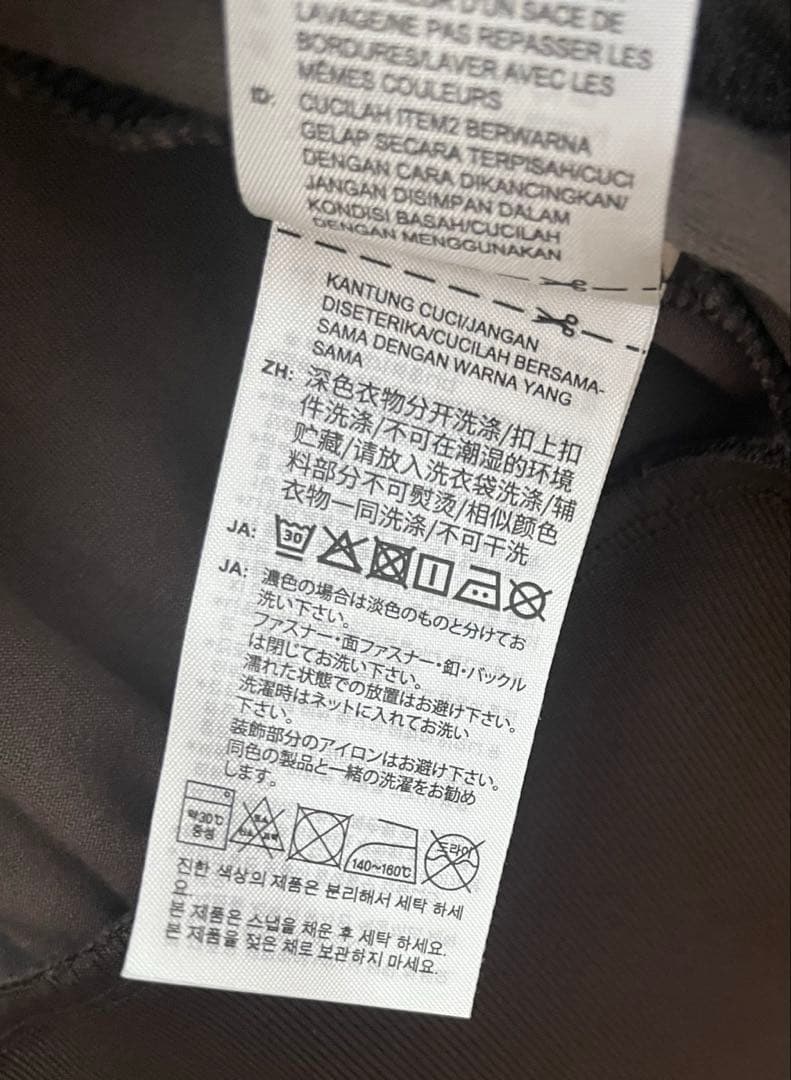 D'UN SAC DE
LAVAGE/NE PAS REPASSER LES
BORDURES/LAVER AVEC LES
MÊMES COULEURS
ID: CUCILAH ITEM2 BERWARNA
GELAP SECARA TERPISAH/CUCI
DENGAN CARA DIKANCINGKAN/
JANGAN DISIMPAN DALAM
KONDISI BASAH/CUCILAH
DENGAN MENGGUNAKAN
KANTUNG CUCI/JANGAN
DISETERIKA/CUCILAH BERSAMA-
SAMA DENGAN WARNA YANG
SAMA
ZH: 深色衣物分开洗涤/扣上扣
件洗涤/不可在潮湿的环境
贮藏/请放入洗衣袋洗涤/辅
料部分不可熨烫/相似颜色
衣物一同洗涤/不可干洗
JA: 30
JA: 濃色の場合は淡色のものと分けてお
洗い下さい。
ファスナー・面ファスナー・釦・バックル
は閉じてお洗い下さい。
濡れた状態での放置はお避け下さい。
洗濯時はネットに入れてお洗い
下さい。
装飾部分のアイロンはお避け下さい。
同色の製品と一緒の洗濯をお勧め
します。
약30℃
중성
140~160℃
드라이
진한 색상의 제품은 분리해서 세탁 하세
요
본 제품은 스냅을 채운 후 세탁 하세요.
본 제품을 젖은 채로 보관하지 마세요.